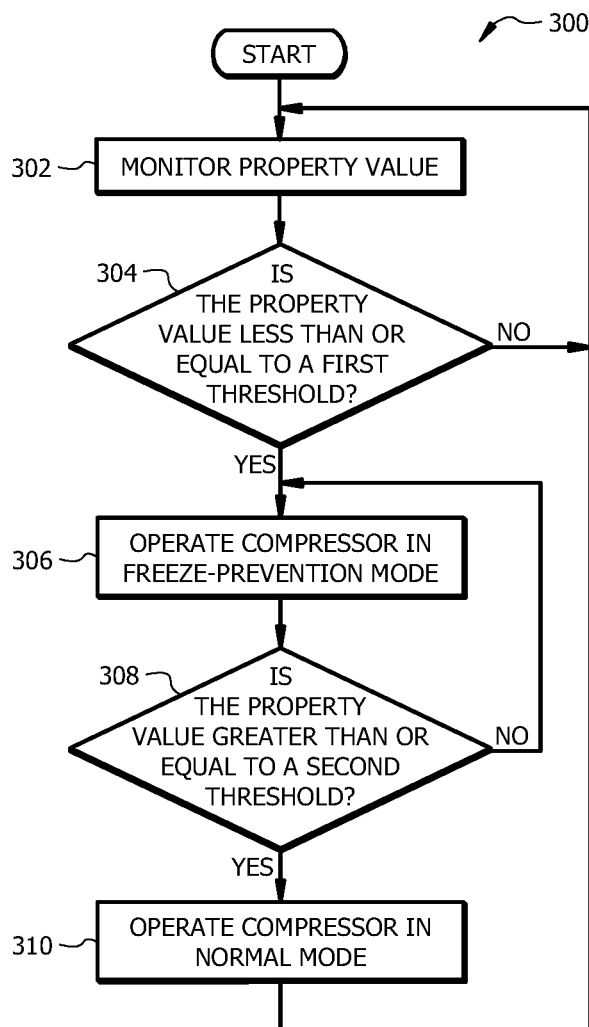 300
START
302
MONITOR PROPERTY VALUE
304
IS
THE PROPERTY
VALUE LESS THAN OR
EQUAL TO A FIRST
THRESHOLD?
NO
YES
306
OPERATE COMPRESSOR IN
FREEZE-PREVENTION MODE
308
IS
THE PROPERTY
VALUE GREATER THAN OR
EQUAL TO A SECOND
THRESHOLD?
NO
YES
310
OPERATE COMPRESSOR IN
NORMAL MODE